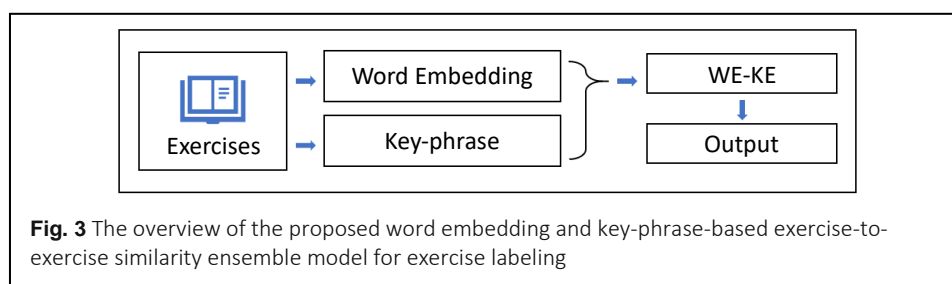 Exercises
Word Embedding
Key-phrase
WE-KE
Output
Fig. 3 The overview of the proposed word embedding and key-phrase-based exercise-to-
exercise similarity ensemble model for exercise labeling